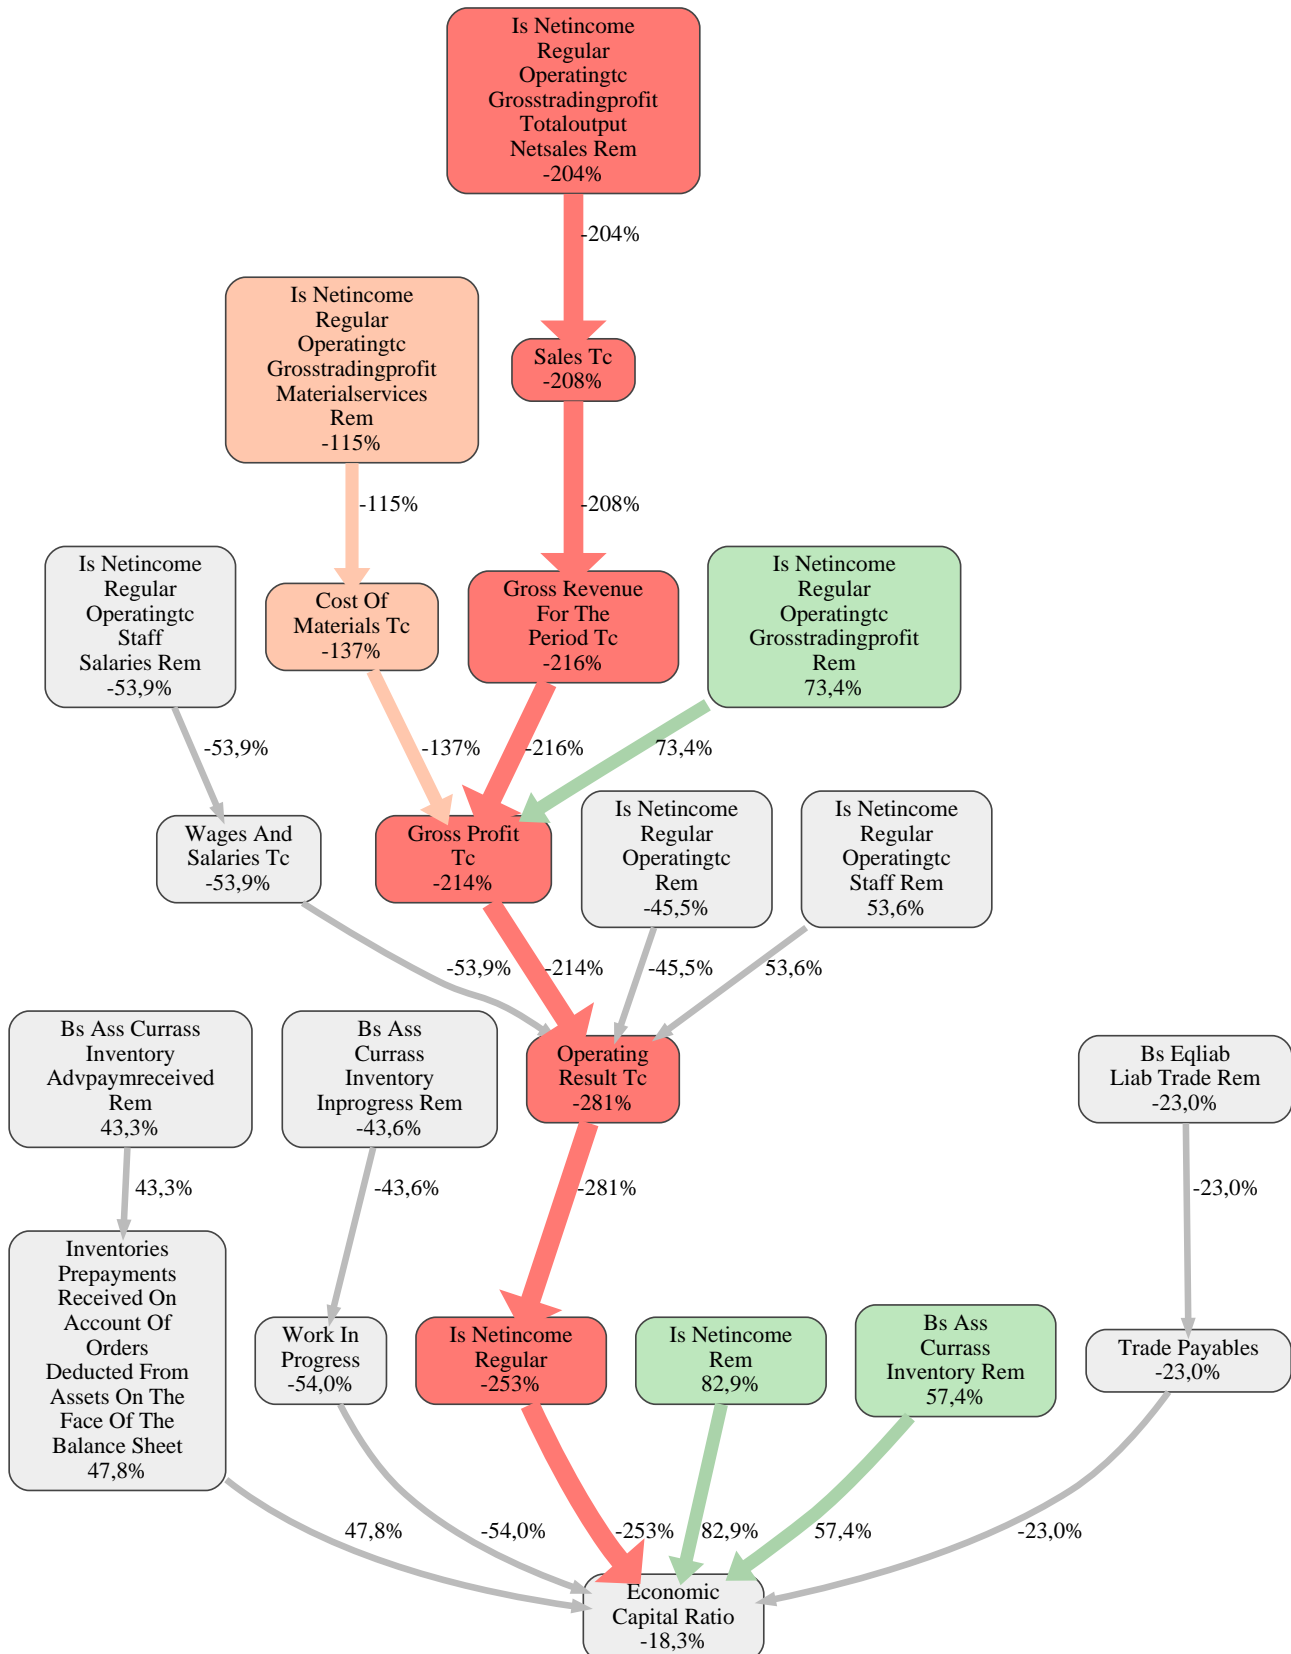 Is Netincome
Regular
Operatingtc
Grosstradingprofit
Totaloutput
Netsales Rem
-204%
-204%
Is Netincome
Regular
Operatingtc
Grosstradingprofit
Materialservices
Rem
-115%
Sales Tc
-208%
-115%
-208%
Is Netincome
Regular
Operatingtc
Staff
Salaries Rem
-53,9%
Cost Of
Materials Tc
-137%
Gross Revenue
For The
Period Tc
-216%
Is Netincome
Regular
Operatingtc
Grosstradingprofit
Rem
73,4%
-53,9%
-137%
-216%
73,4%
Wages And
Salaries Tc
-53,9%
Gross Profit
Tc
-214%
Is Netincome
Regular
Operatingtc
Rem
-45,5%
Is Netincome
Regular
Operatingtc
Staff Rem
53,6%
-53,9%
-214%
-45,5%
53,6%
Bs Ass Currass
Inventory
Advpaymreceived
Rem
43,3%
Bs Ass
Currass
Inventory
Inprogress Rem
-43,6%
Operating
Result Tc
-281%
Bs Eqliab
Liab Trade Rem
-23,0%
43,3%
-43,6%
-281%
-23,0%
Inventories
Prepayments
Received On
Account Of
Orders
Deducted From
Assets On The
Face Of The
Balance Sheet
47,8%
Work In
Progress
-54,0%
Is Netincome
Regular
-253%
Is Netincome
Rem
82,9%
Bs Ass
Currass
Inventory Rem
57,4%
Trade Payables
-23,0%
47,8%
-54,0%
-253%
82,9%
57,4%
-23,0%
Economic
Capital Ratio
-18,3%